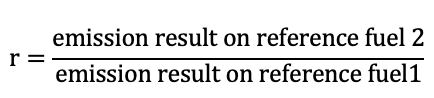 r = emission result on reference fuel 2
emission result on reference fuel1